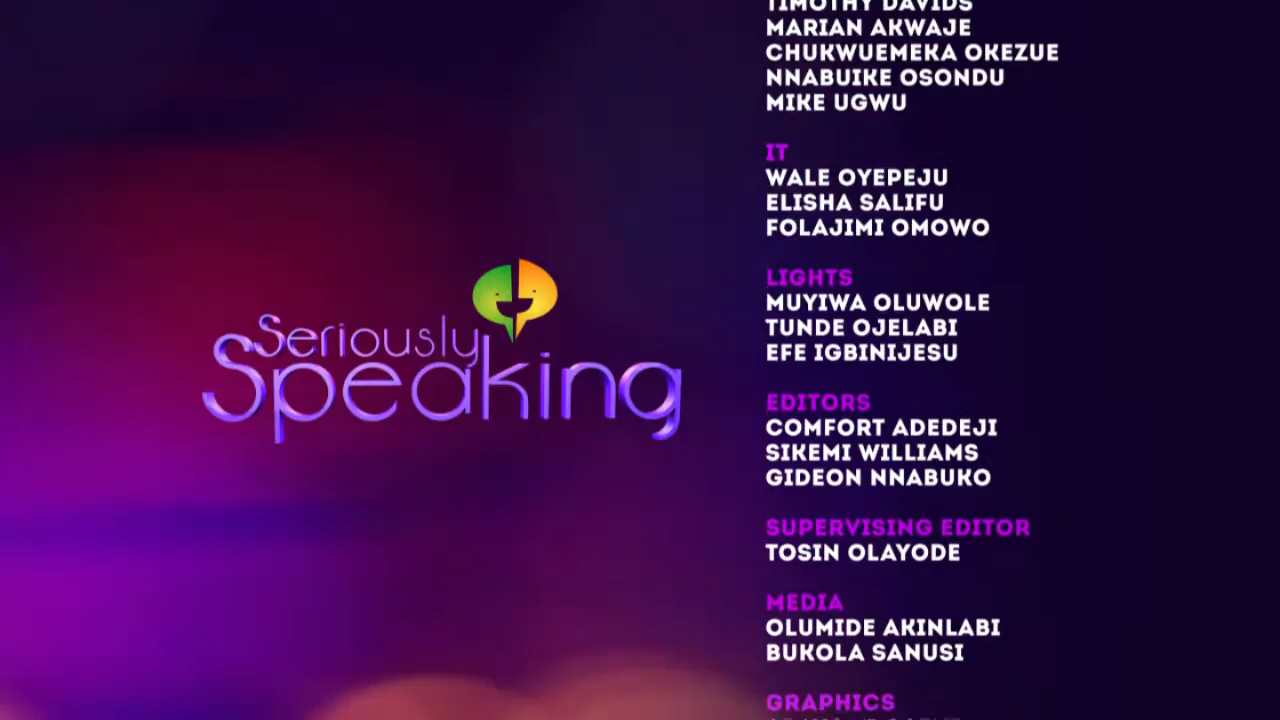 Seriously
Speaking
TIMOTHY DAVIDS
MARIAN AKWAJE
CHUKWUEMEKA OKEZUE
NNABUIKE OSONDU
MIKE UGWU
IT
WALE OYEPEJU
ELISHA SALIFU
FOLAJIMI OMOWO
LIGHTS
MUYIWA OLUWOLE
TUNDE OJELABI
EFE IGBINIJESU
EDITORS
COMFORT ADEDEJI
SIKEMI WILLIAMS
GIDEON NNABUKO
SUPERVISING EDITOR
TOSIN OLAYODE
MEDIA
OLUMIDE AKINLABI
BUKOLA SANUSI
GRAPHICS